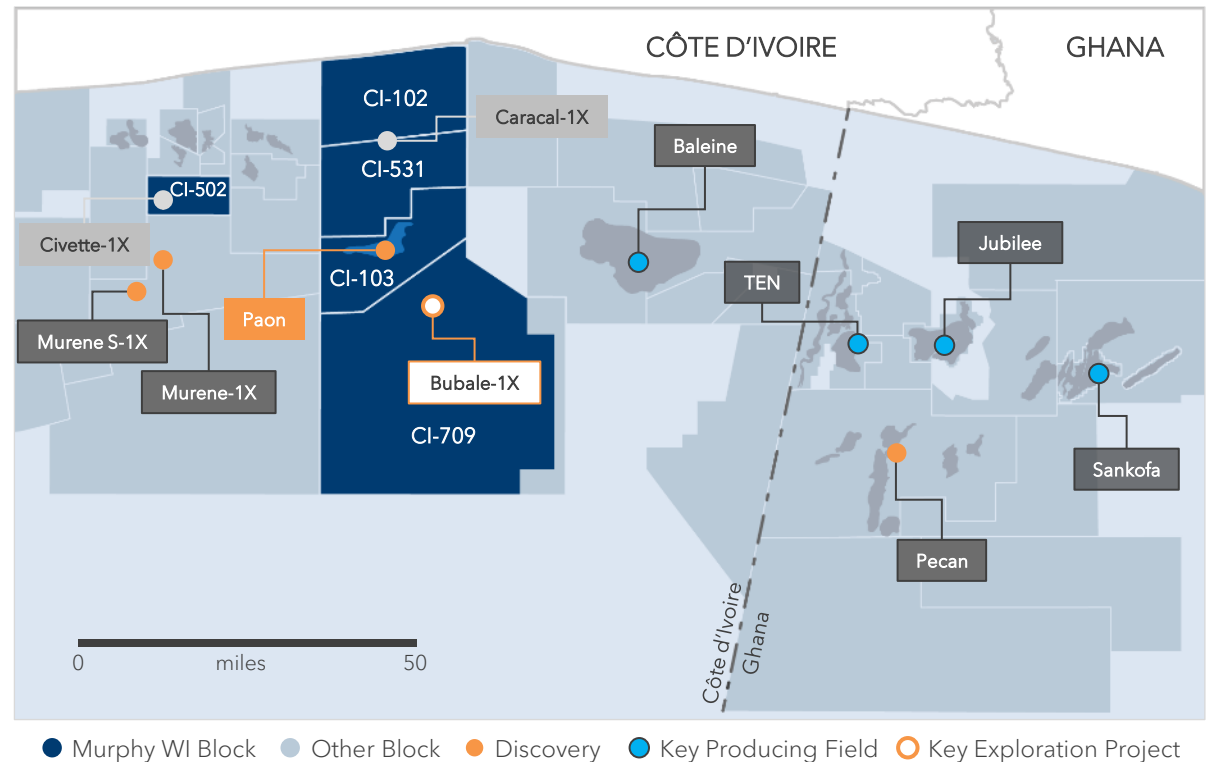 CÔTE D'IVOIRE
GHANA
CI-102
Caracal-1X
Baleine
CI-531
CI-502
Civette-1X
Jubilee
CI-103
TEN
Paon
Murene S-1X
Bubale-1X
Murene-1X
CI-709
Sankofa
Pecan
Côte d'Ivoire
Ghana
0 miles 50
Murphy WI Block Other Block Discovery Key Producing Field Key Exploration Project